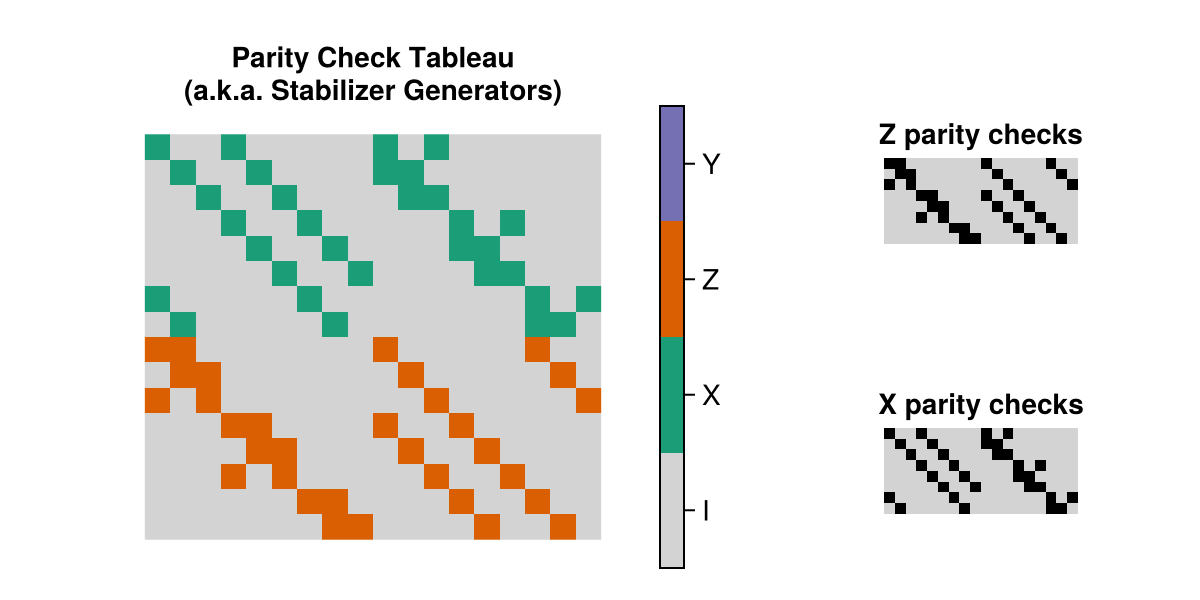 Parity Check Tableau
(a.k.a. Stabilizer Generators)
Y
Z
X
I
Z parity checks
X parity checks